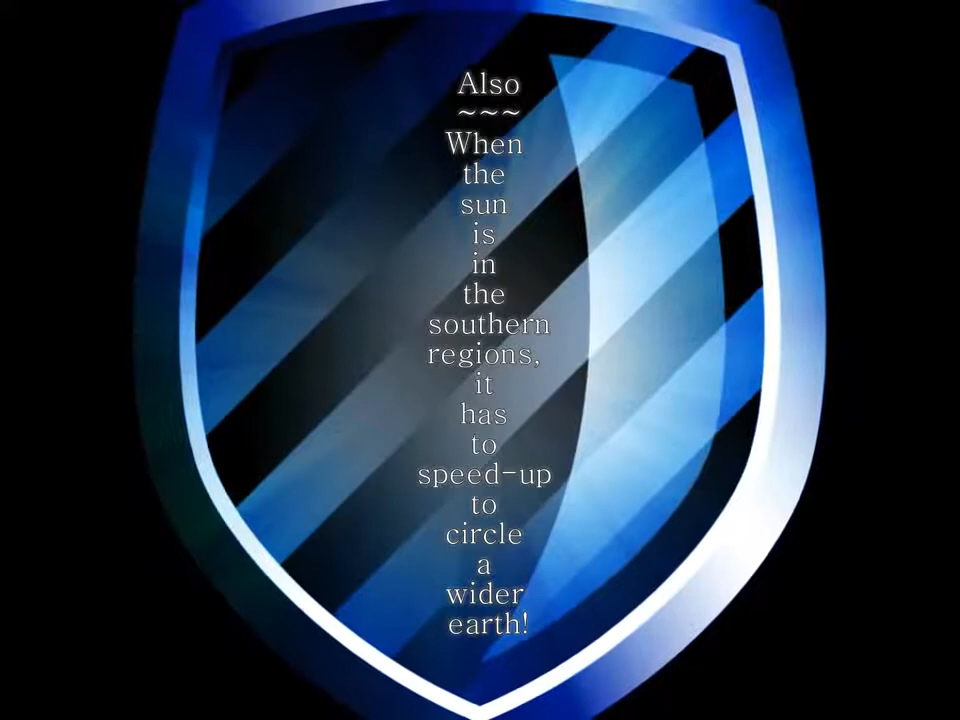 Also
~~~
When
the
sun
is
in
the
southern
regions,
it
has
to
speed-up
to
circle
a
wider
earth!